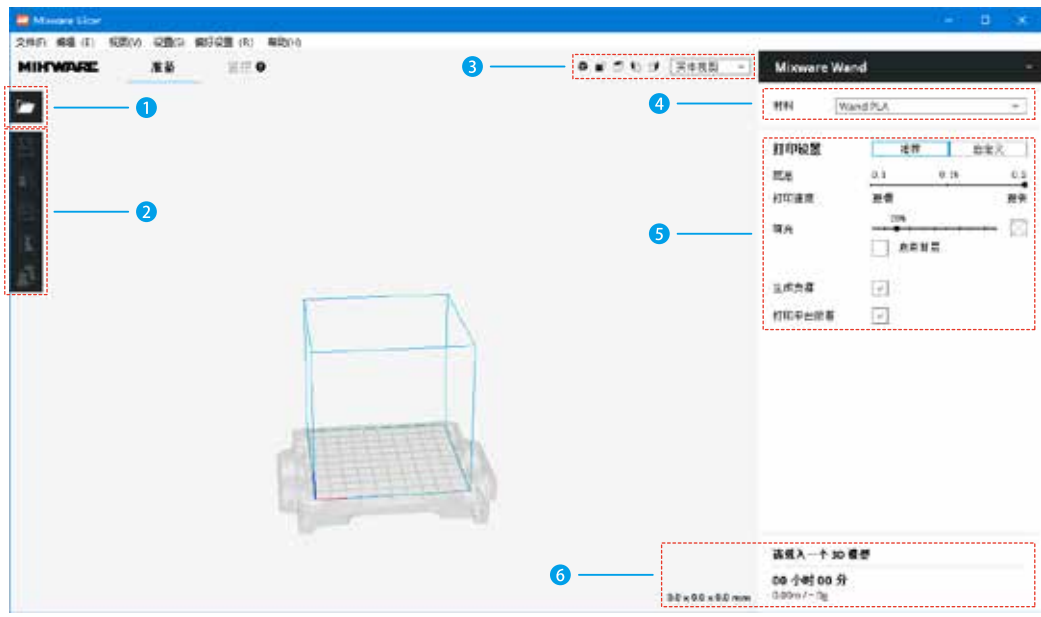 Mixware Slicer
文件(F) 编辑 (E) 视图(V) 设置(S) 偏好设置 (R) 帮助(H)
MIXWARE 准备 监控
实体视图
Mixware Wand
材料 Wand PLA
打印设置 推荐 自定义
层高 0.1 0.15 0.2
打印速度 更慢 更快
填充 20%
生成支撑
打印平台附着
1
2
3
4
5
6
请载入一个 3D 模型
00 小时 00 分
0.00m / ~ 0g
0.0 x 0.0 x 0.0 mm